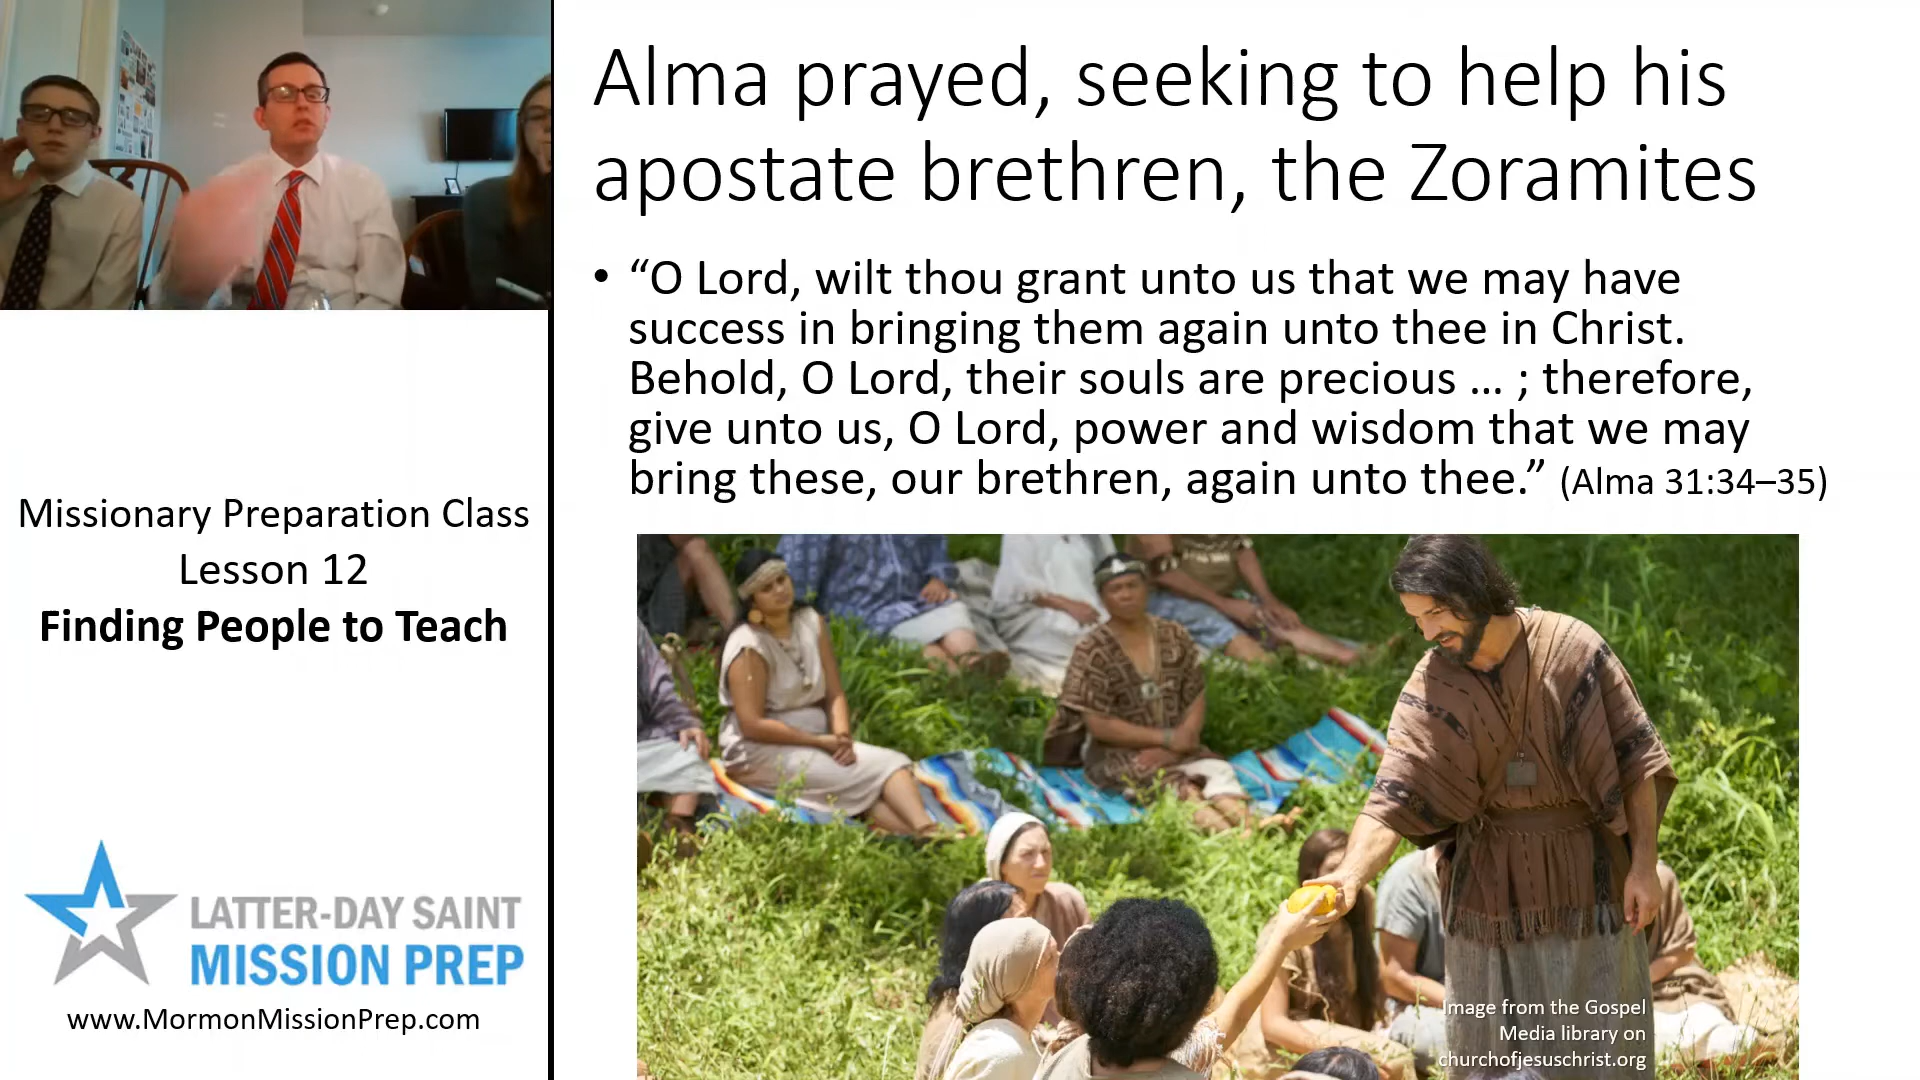 Alma prayed, seeking to help his
apostate brethren, the Zoramites
• “O Lord, wilt thou grant unto us that we may have
success in bringing them again unto thee in Christ.
Behold, O Lord, their souls are precious … ; therefore,
give unto us, O Lord, power and wisdom that we may
bring these, our brethren, again unto thee.” (Alma 31:34–35)
Missionary Preparation Class
Lesson 12
Finding People to Teach
LATTER-DAY SAINT
MISSION PREP
www.MormonMissionPrep.com
Image from the Gospel
Media library on
churchofjesuschrist.org